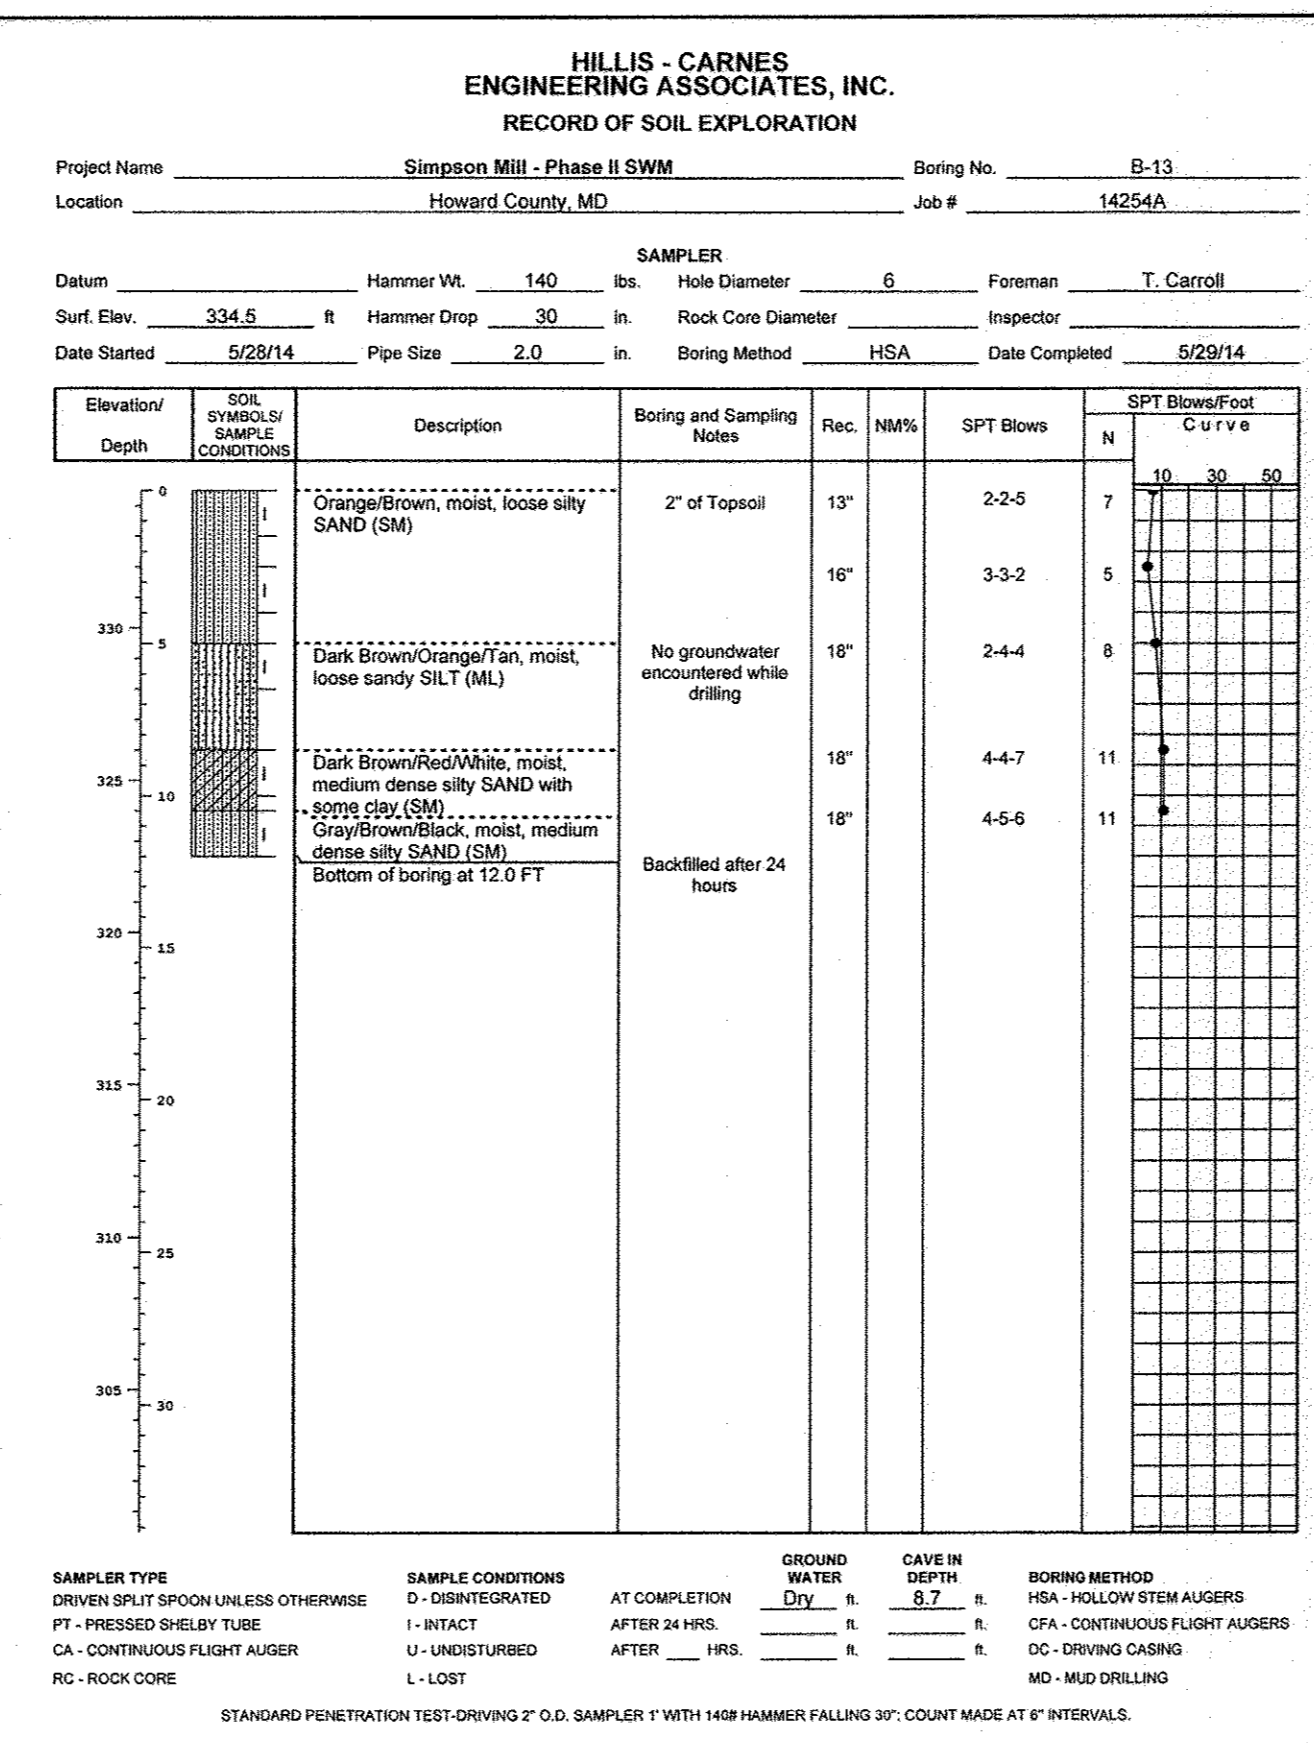 HILLIS - CARNES
ENGINEERING ASSOCIATES, INC.
RECORD OF SOIL EXPLORATION
Project Name Simpson Mill - Phase II SWM Boring No. B-13
Location Howard County, MD Job # 14254A
SAMPLER
Datum Hammer Wt. 140 lbs. Hole Diameter 6 Foreman T. Carroll
Surf. Elev. 334.5 ft Hammer Drop 30 in. Rock Core Diameter Inspector
Date Started 5/28/14 Pipe Size 2.0 in. Boring Method HSA Date Completed 5/29/14
Elevation/
Depth
SOIL
SYMBOLS/
SAMPLE
CONDITIONS
Description
Boring and Sampling
Notes
Rec.
NM%
SPT Blows
SPT Blows/Foot
N
Curve
10 30 50
0
Orange/Brown, moist, loose silty
SAND (SM)
2" of Topsoil
13" 2-2-5 7
I
16" 3-3-2 5
I
330
5
Dark Brown/Orange/Tan, moist,
loose sandy SILT (ML)
No groundwater
encountered while
drilling
18" 2-4-4 8
I
Dark Brown/Red/White, moist,
medium dense silty SAND with
some clay (SM)
18" 4-4-7 11
I
325
10
Gray/Brown/Black, moist, medium
dense silty SAND (SM)
18" 4-5-6 11
I
Bottom of boring at 12.0 FT
Backfilled after 24
hours
320
15
315
20
310
25
305
30
SAMPLER TYPE
DRIVEN SPLIT SPOON UNLESS OTHERWISE
PT - PRESSED SHELBY TUBE
CA - CONTINUOUS FLIGHT AUGER
RC - ROCK CORE
SAMPLE CONDITIONS
D - DISINTEGRATED
I - INTACT
U - UNDISTURBED
L - LOST
GROUND
WATER
CAVE IN
DEPTH
AT COMPLETION Dry ft. 8.7 ft.
AFTER 24 HRS. ft. ft.
AFTER HRS. ft. ft.
BORING METHOD
HSA - HOLLOW STEM AUGERS
CFA - CONTINUOUS FLIGHT AUGERS
DC - DRIVING CASING
MD - MUD DRILLING
STANDARD PENETRATION TEST-DRIVING 2" O.D. SAMPLER 1' WITH 140# HAMMER FALLING 30"; COUNT MADE AT 6" INTERVALS.